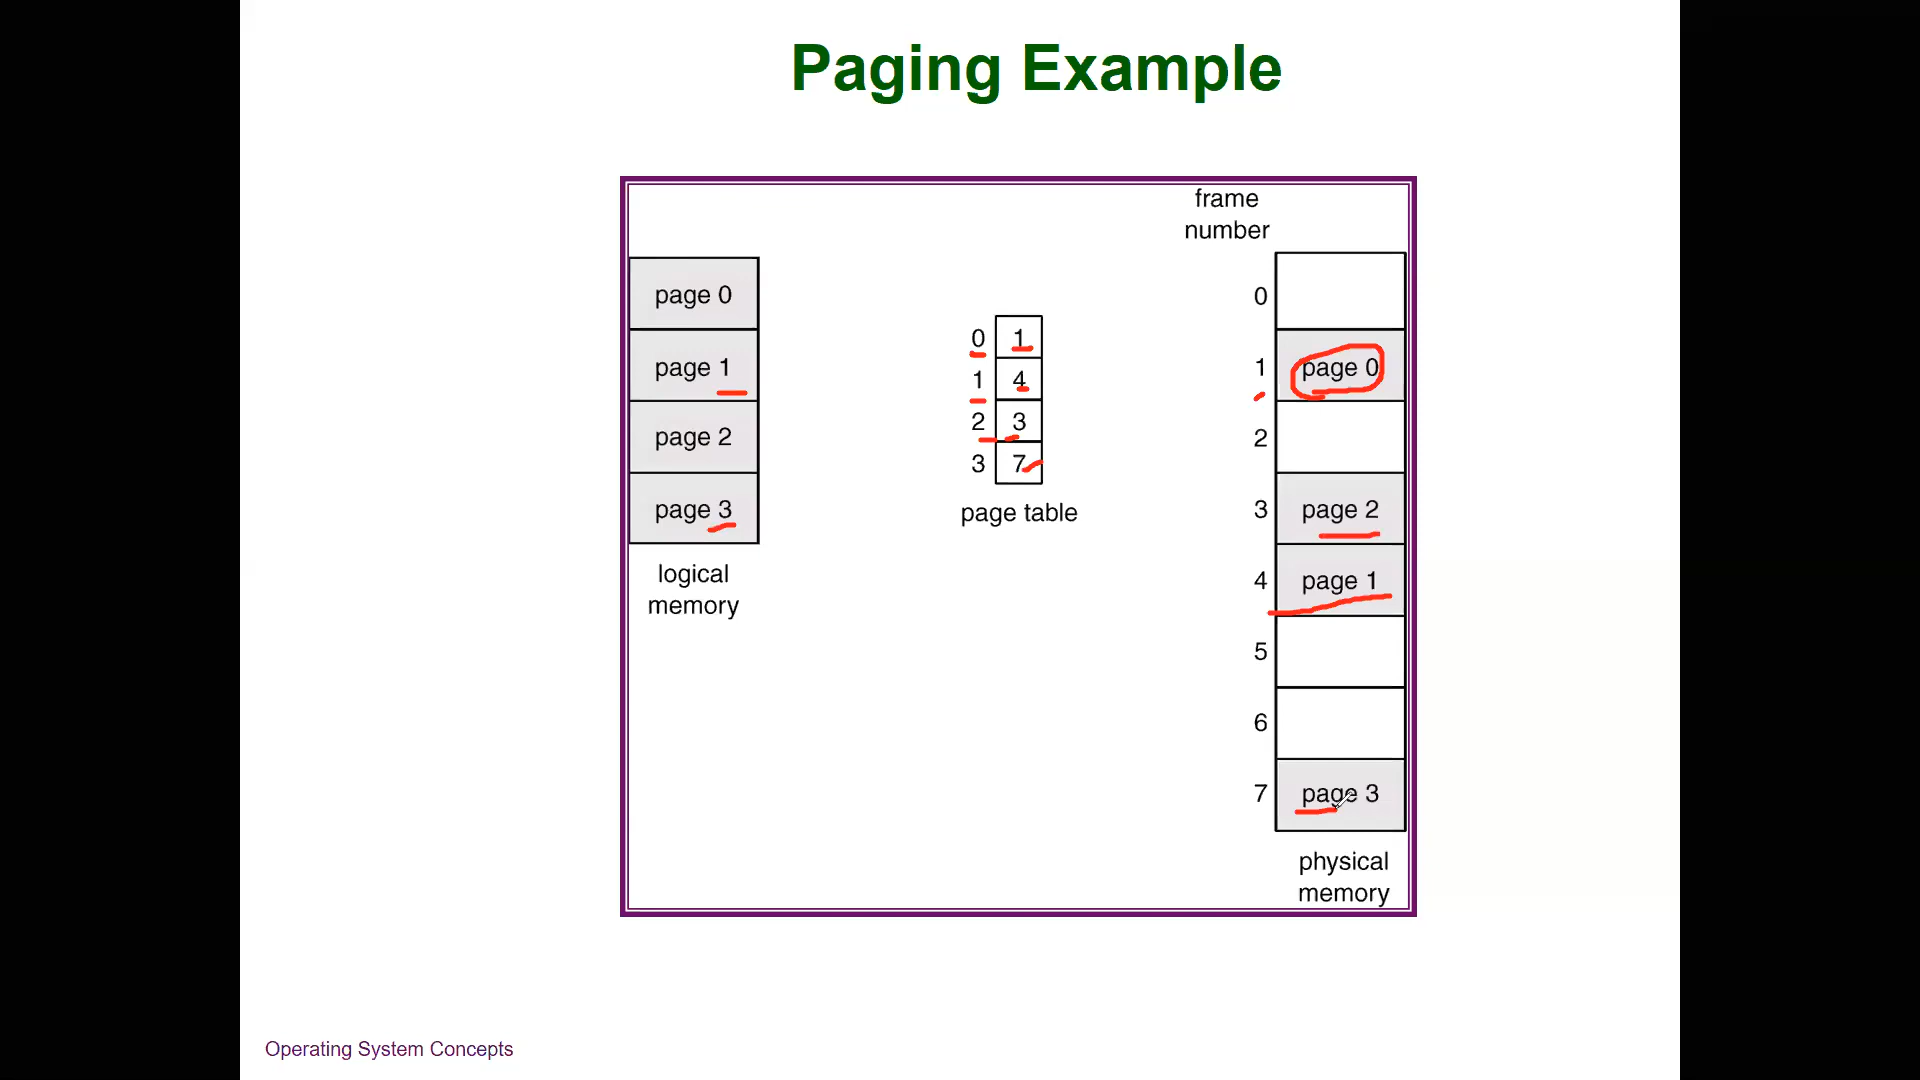 Paging Example
frame
number
page 0
page 1
page 2
page 3
logical
memory
0 1
1 4
2 3
3 7
page table
0
1 page 0
2
3 page 2
4 page 1
5
6
7 page 3
physical
memory
Operating System Concepts